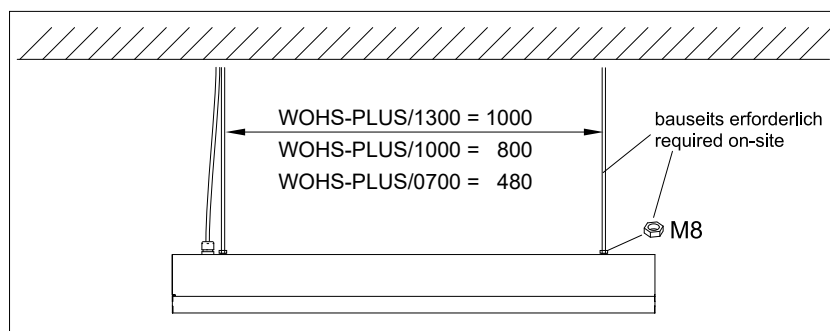 WOHS-PLUS/1300 = 1000
WOHS-PLUS/1000 = 800
WOHS-PLUS/0700 = 480
bauseits erforderlich
required on-site
M8